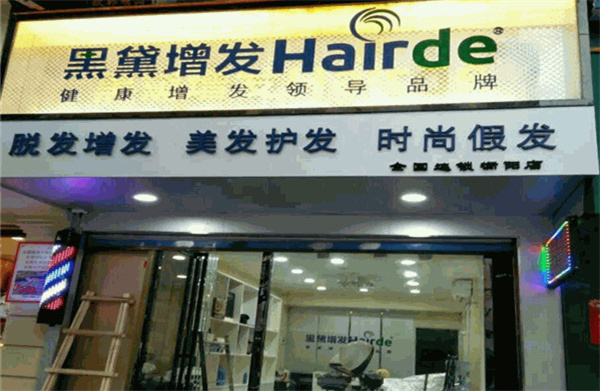 黑黛增发Hairde®
健康增发领导品牌
脱发增发 美发护发 时尚假发
全国连锁衡阳店
黑黛增发Hairde